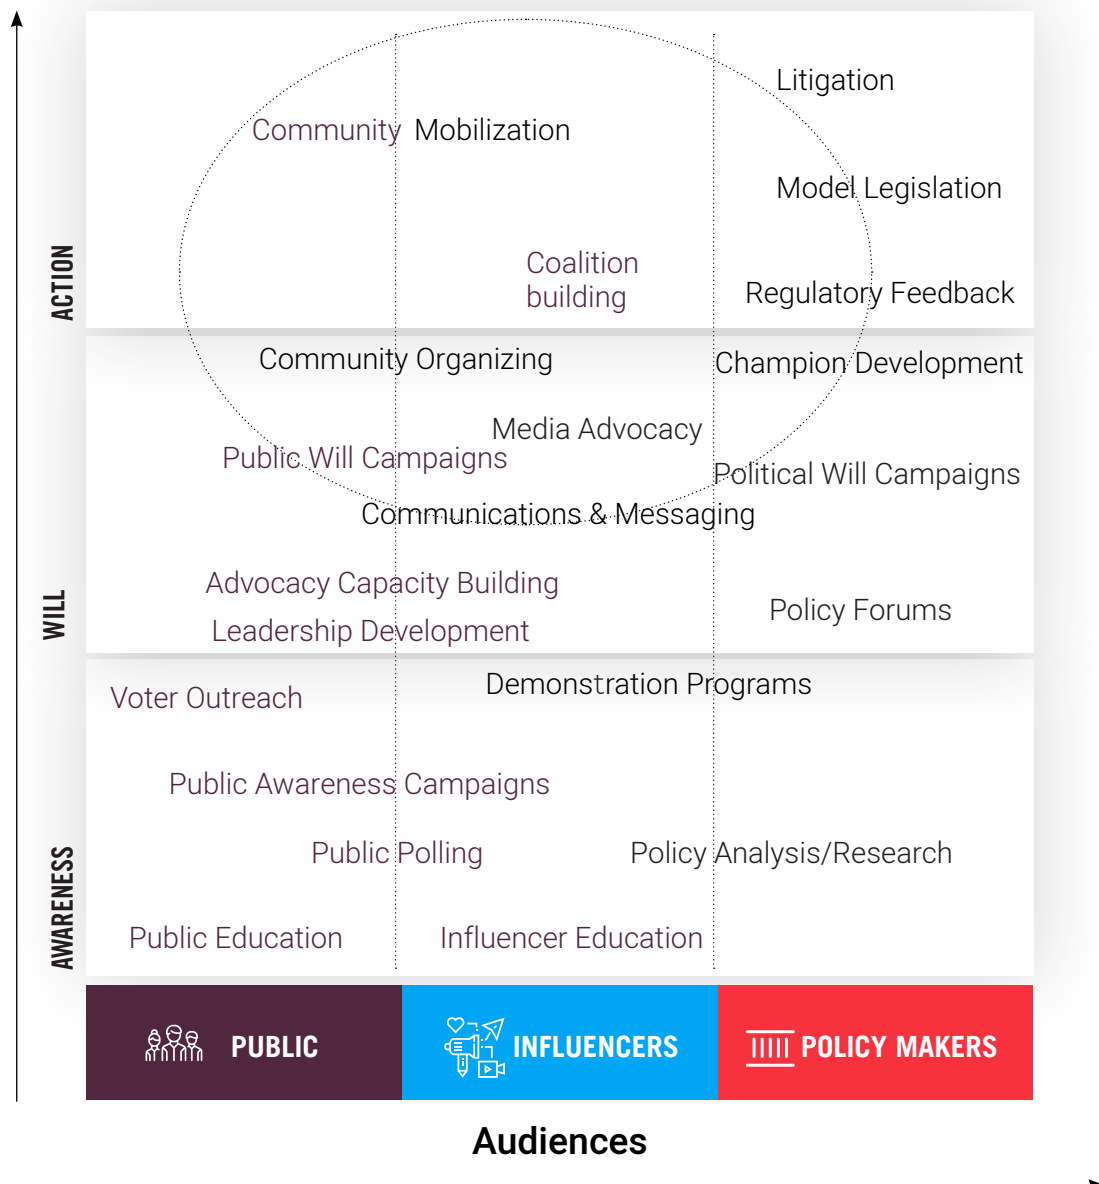 Litigation
Community Mobilization
Model Legislation
Coalition
building
Regulatory Feedback
ACTION
Community Organizing
Champion Development
Media Advocacy
Public Will Campaigns
Political Will Campaigns
Communications & Messaging
Advocacy Capacity Building
Policy Forums
Leadership Development
WILL
Demonstration Programs
Voter Outreach
Public Awareness Campaigns
Public Polling
Policy Analysis/Research
Public Education
Influencer Education
AWARENESS
PUBLIC
INFLUENCERS
POLICY MAKERS
Audiences